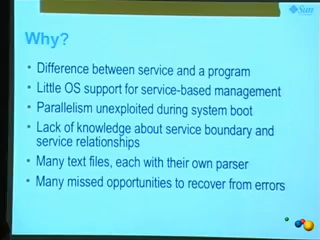 Sun
Why?
• Difference between service and a program
• Little OS support for service-based management
• Parallelism unexploited during system boot
• Lack of knowledge about service boundary and
service relationships
• Many text files, each with their own parser
• Many missed opportunities to recover from errors